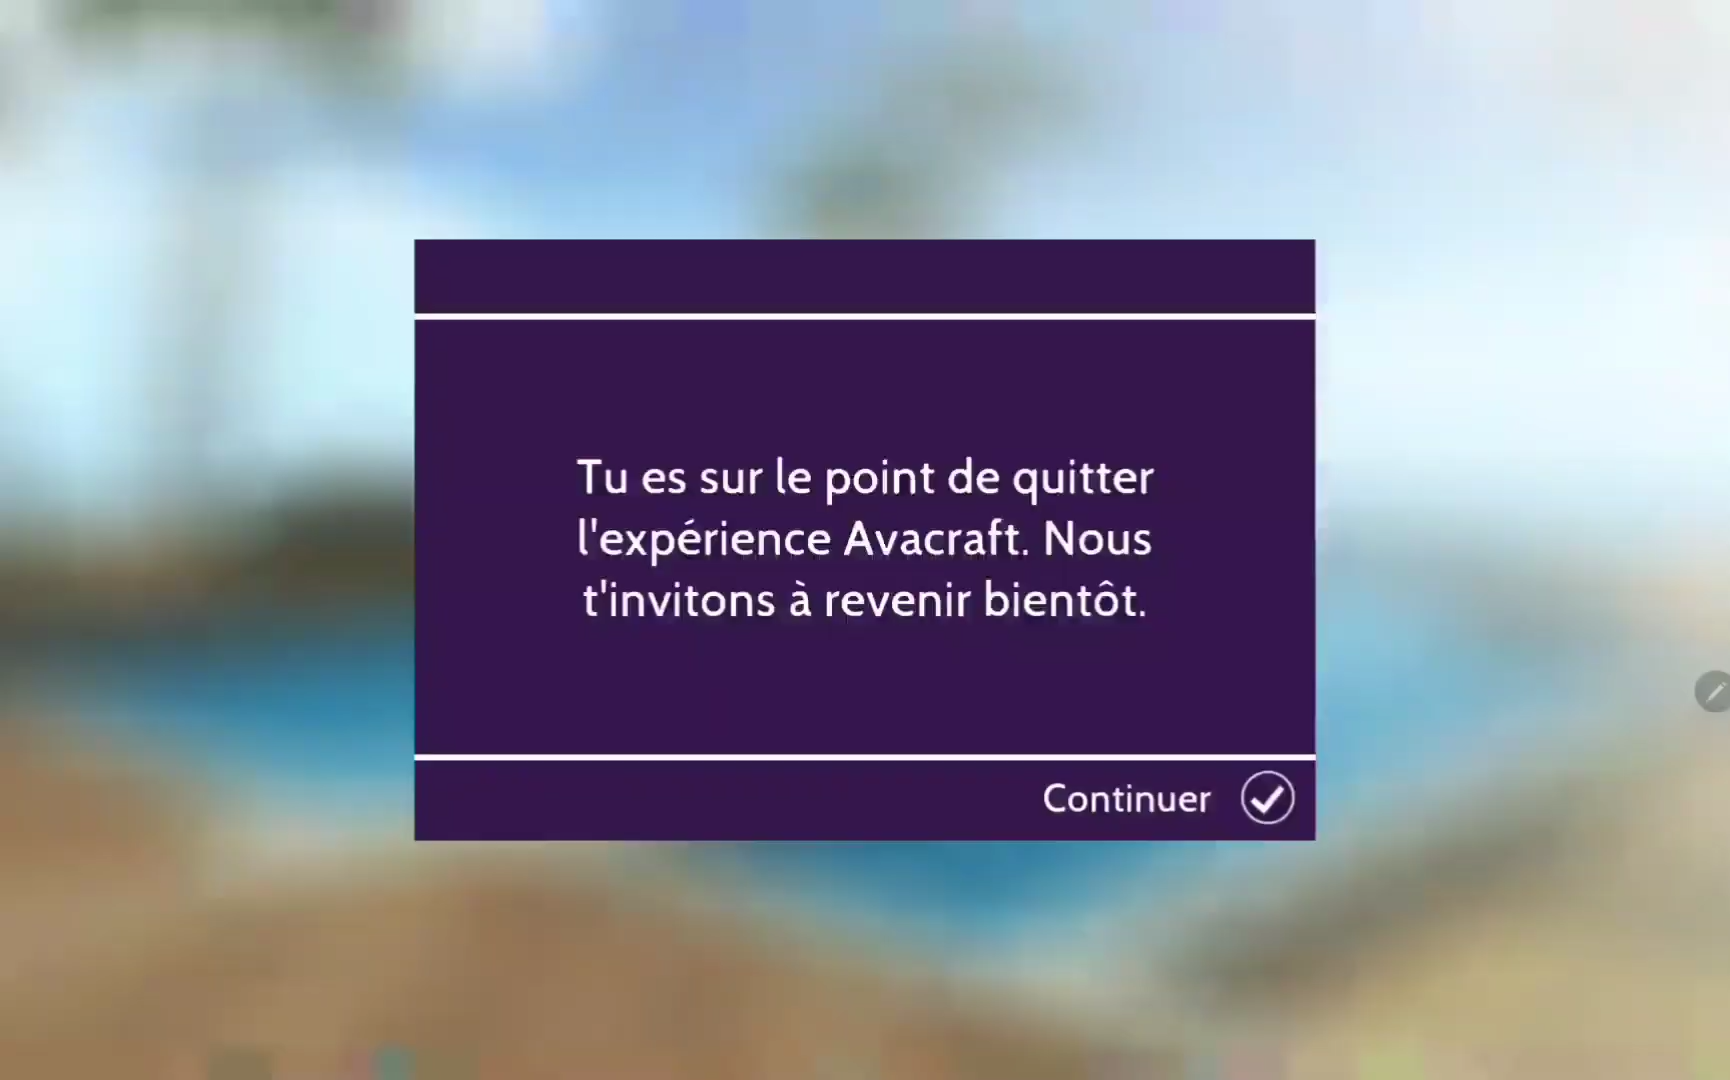 Tu es sur le point de quitter
l'expérience Avacraft. Nous
t'invitons à revenir bientôt.
Continuer